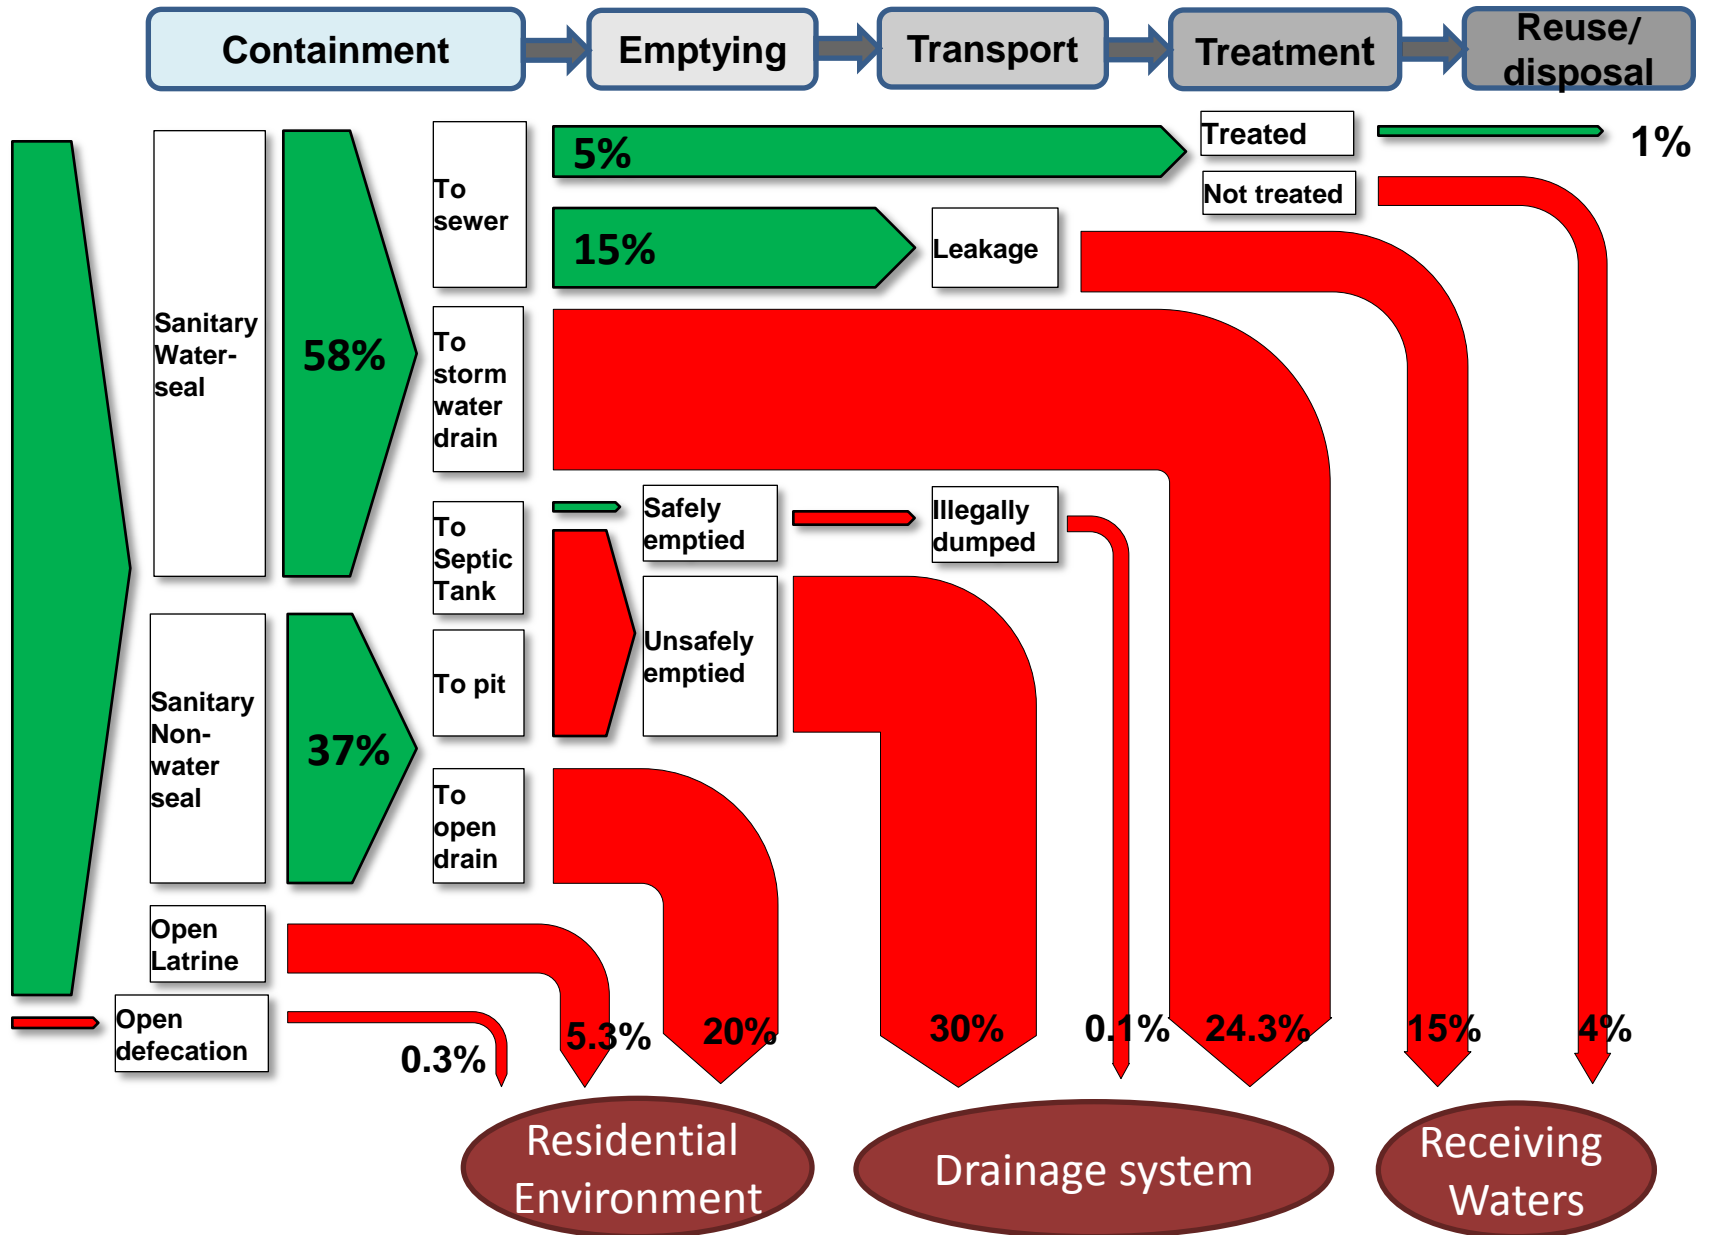 Containment
Emptying
Transport
Treatment
Reuse/
disposal
5%
Treated
1%
To
sewer
Not treated
15%
Leakage
Sanitary
Water-
seal
58%
To
storm
water
drain
To
Septic
Tank
Safely
emptied
Illegally
dumped
Unsafely
emptied
To pit
Sanitary
Non-
water
seal
37%
To
open
drain
Open
Latrine
Open
defecation
0.3%
5.3%
20%
30%
0.1%
24.3%
15%
4%
Residential
Environment
Drainage system
Receiving
Waters